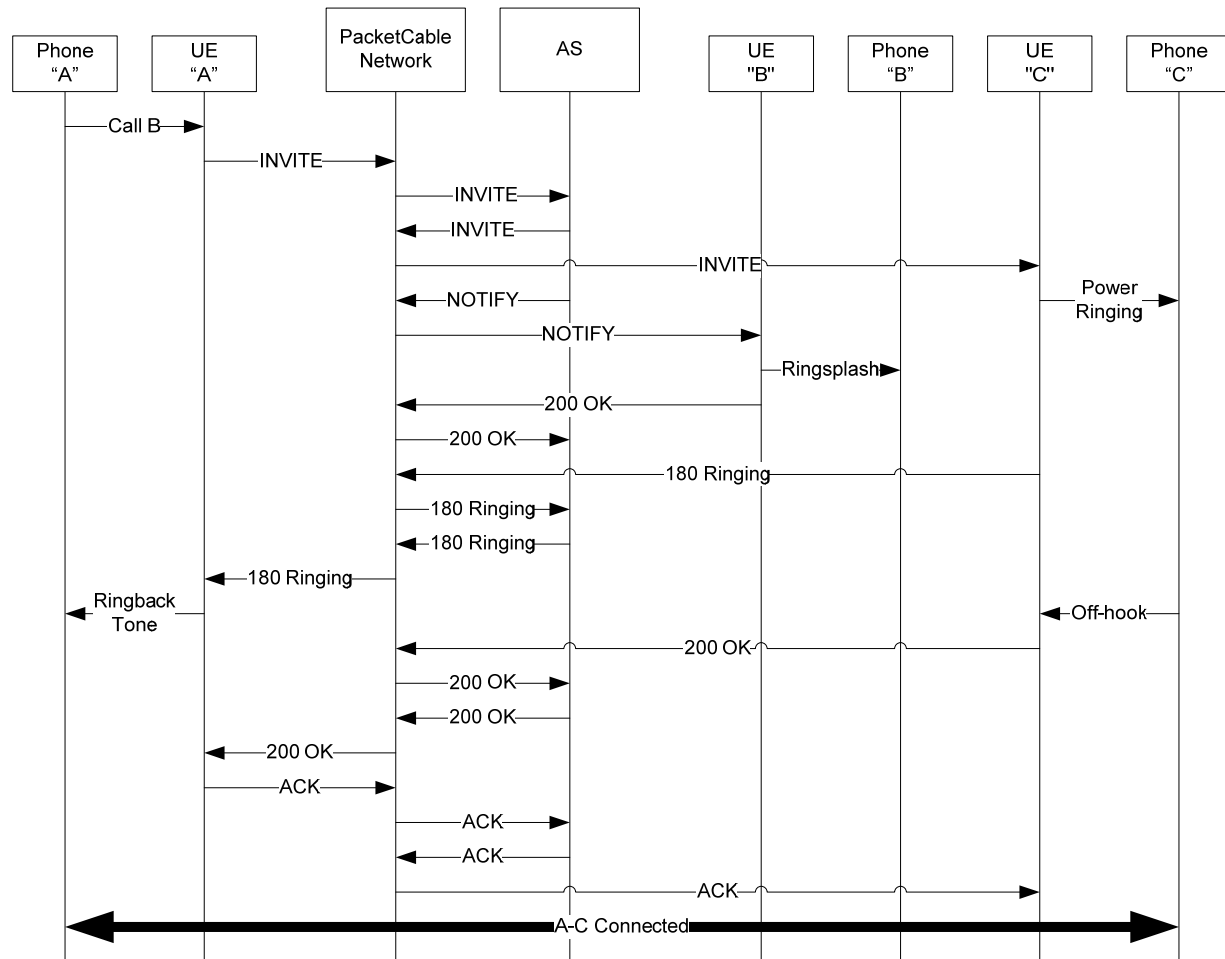 Phone
“A”
UE
“A”
PacketCable
Network
AS
UE
"B"
Phone
“B”
UE
"C"
Phone
“C”
Call B
INVITE
INVITE
INVITE
INVITE
NOTIFY
Power
Ringing
NOTIFY
Ringsplash
200 OK
200 OK
180 Ringing
180 Ringing
180 Ringing
180 Ringing
Ringback
Tone
Off-hook
200 OK
200 OK
200 OK
200 OK
ACK
ACK
ACK
ACK
A-C Connected